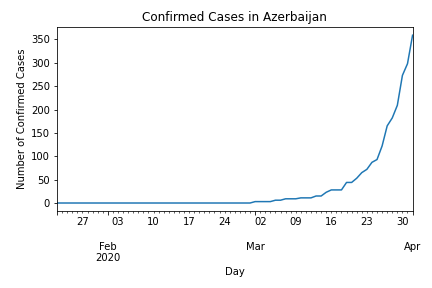 Confirmed Cases in Azerbaijan
Number of Confirmed Cases
350
300
250
200
150
100
50
0
27 03 10 17 24 02 09 16 23 30
Feb Mar Apr
2020
Day